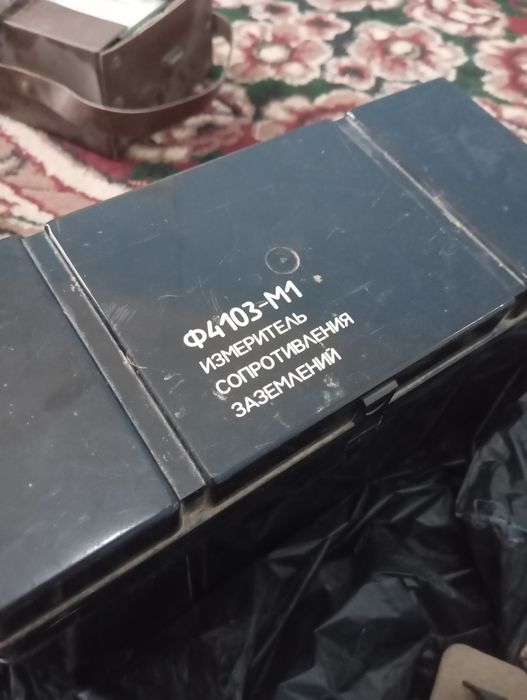 Ф4103-М1
ИЗМЕРИТЕЛЬ
СОПРОТИВЛЕНИЯ
ЗАЗЕМЛЕНИЙ